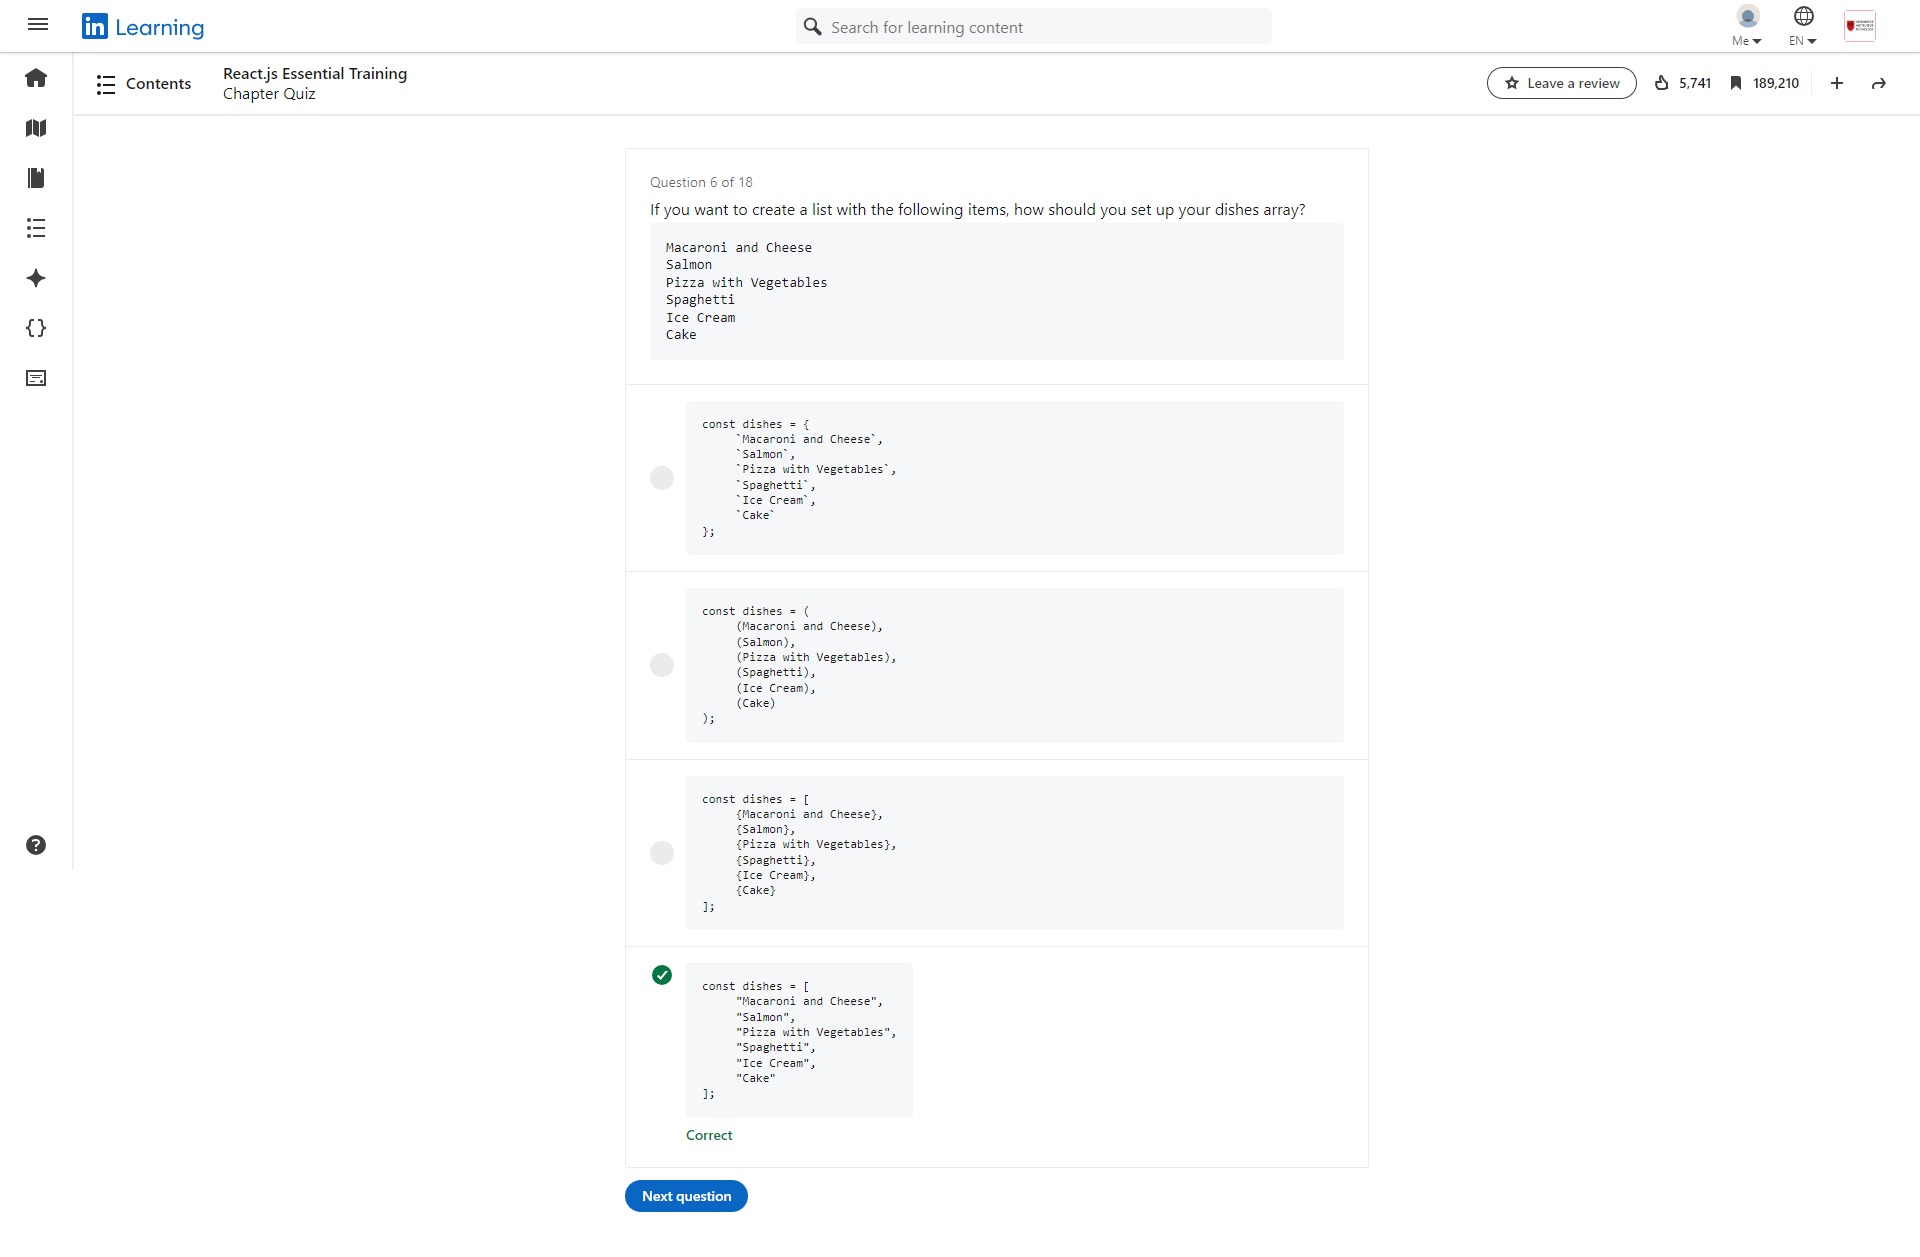 in Learning
Search for learning content
Me
EN
Contents
React.js Essential Training
Chapter Quiz
Leave a review
5,741
189,210
Question 6 of 18
If you want to create a list with the following items, how should you set up your dishes array?
Macaroni and Cheese
Salmon
Pizza with Vegetables
Spaghetti
Ice Cream
Cake
const dishes = {
`Macaroni and Cheese`,
`Salmon`,
`Pizza with Vegetables`,
`Spaghetti`,
`Ice Cream`,
`Cake`
};
const dishes = (
(Macaroni and Cheese),
(Salmon),
(Pizza with Vegetables),
(Spaghetti),
(Ice Cream),
(Cake)
);
const dishes = [
{Macaroni and Cheese},
{Salmon},
{Pizza with Vegetables},
{Spaghetti},
{Ice Cream},
{Cake}
];
const dishes = [
"Macaroni and Cheese",
"Salmon",
"Pizza with Vegetables",
"Spaghetti",
"Ice Cream",
"Cake"
];
Correct
Next question